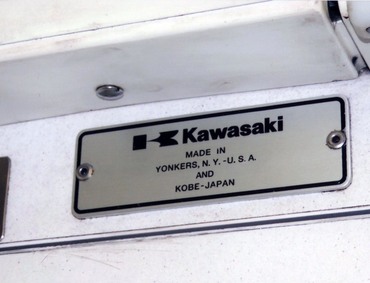 Kawasaki
MADE IN
YONKERS, N.Y.-U.S.A.
AND
KOBE-JAPAN